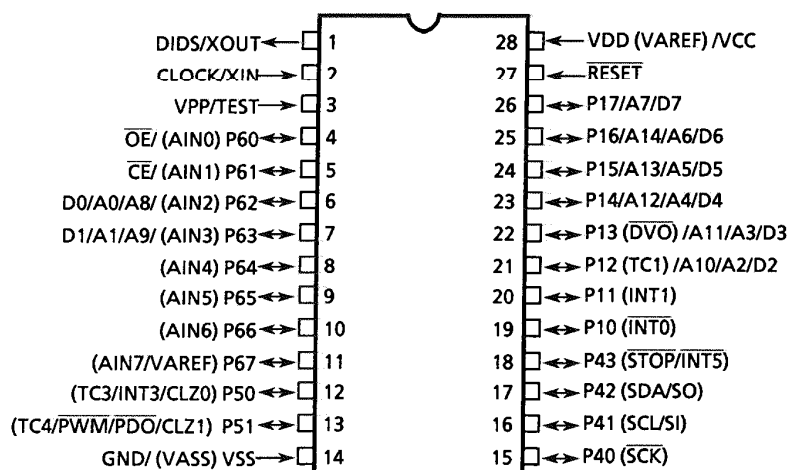 DIDS/XOUT 1 28 VDD (VAREF) /VCC
CLOCK/XIN 2 27 RESET
VPP/TEST 3 26 P17/A7/D7
OE/ (AIN0) P60 4 25 P16/A14/A6/D6
CE/ (AIN1) P61 5 24 P15/A13/A5/D5
D0/A0/A8/ (AIN2) P62 6 23 P14/A12/A4/D4
D1/A1/A9/ (AIN3) P63 7 22 P13 (DVO) /A11/A3/D3
(AIN4) P64 8 21 P12 (TC1) /A10/A2/D2
(AIN5) P65 9 20 P11 (INT1)
(AIN6) P66 10 19 P10 (INT0)
(AIN7/VAREF) P67 11 18 P43 (STOP/INT5)
(TC3/INT3/CLZ0) P50 12 17 P42 (SDA/SO)
(TC4/PWM/PDO/CLZ1) P51 13 16 P41 (SCL/SI)
GND/ (VASS) VSS 14 15 P40 (SCK)